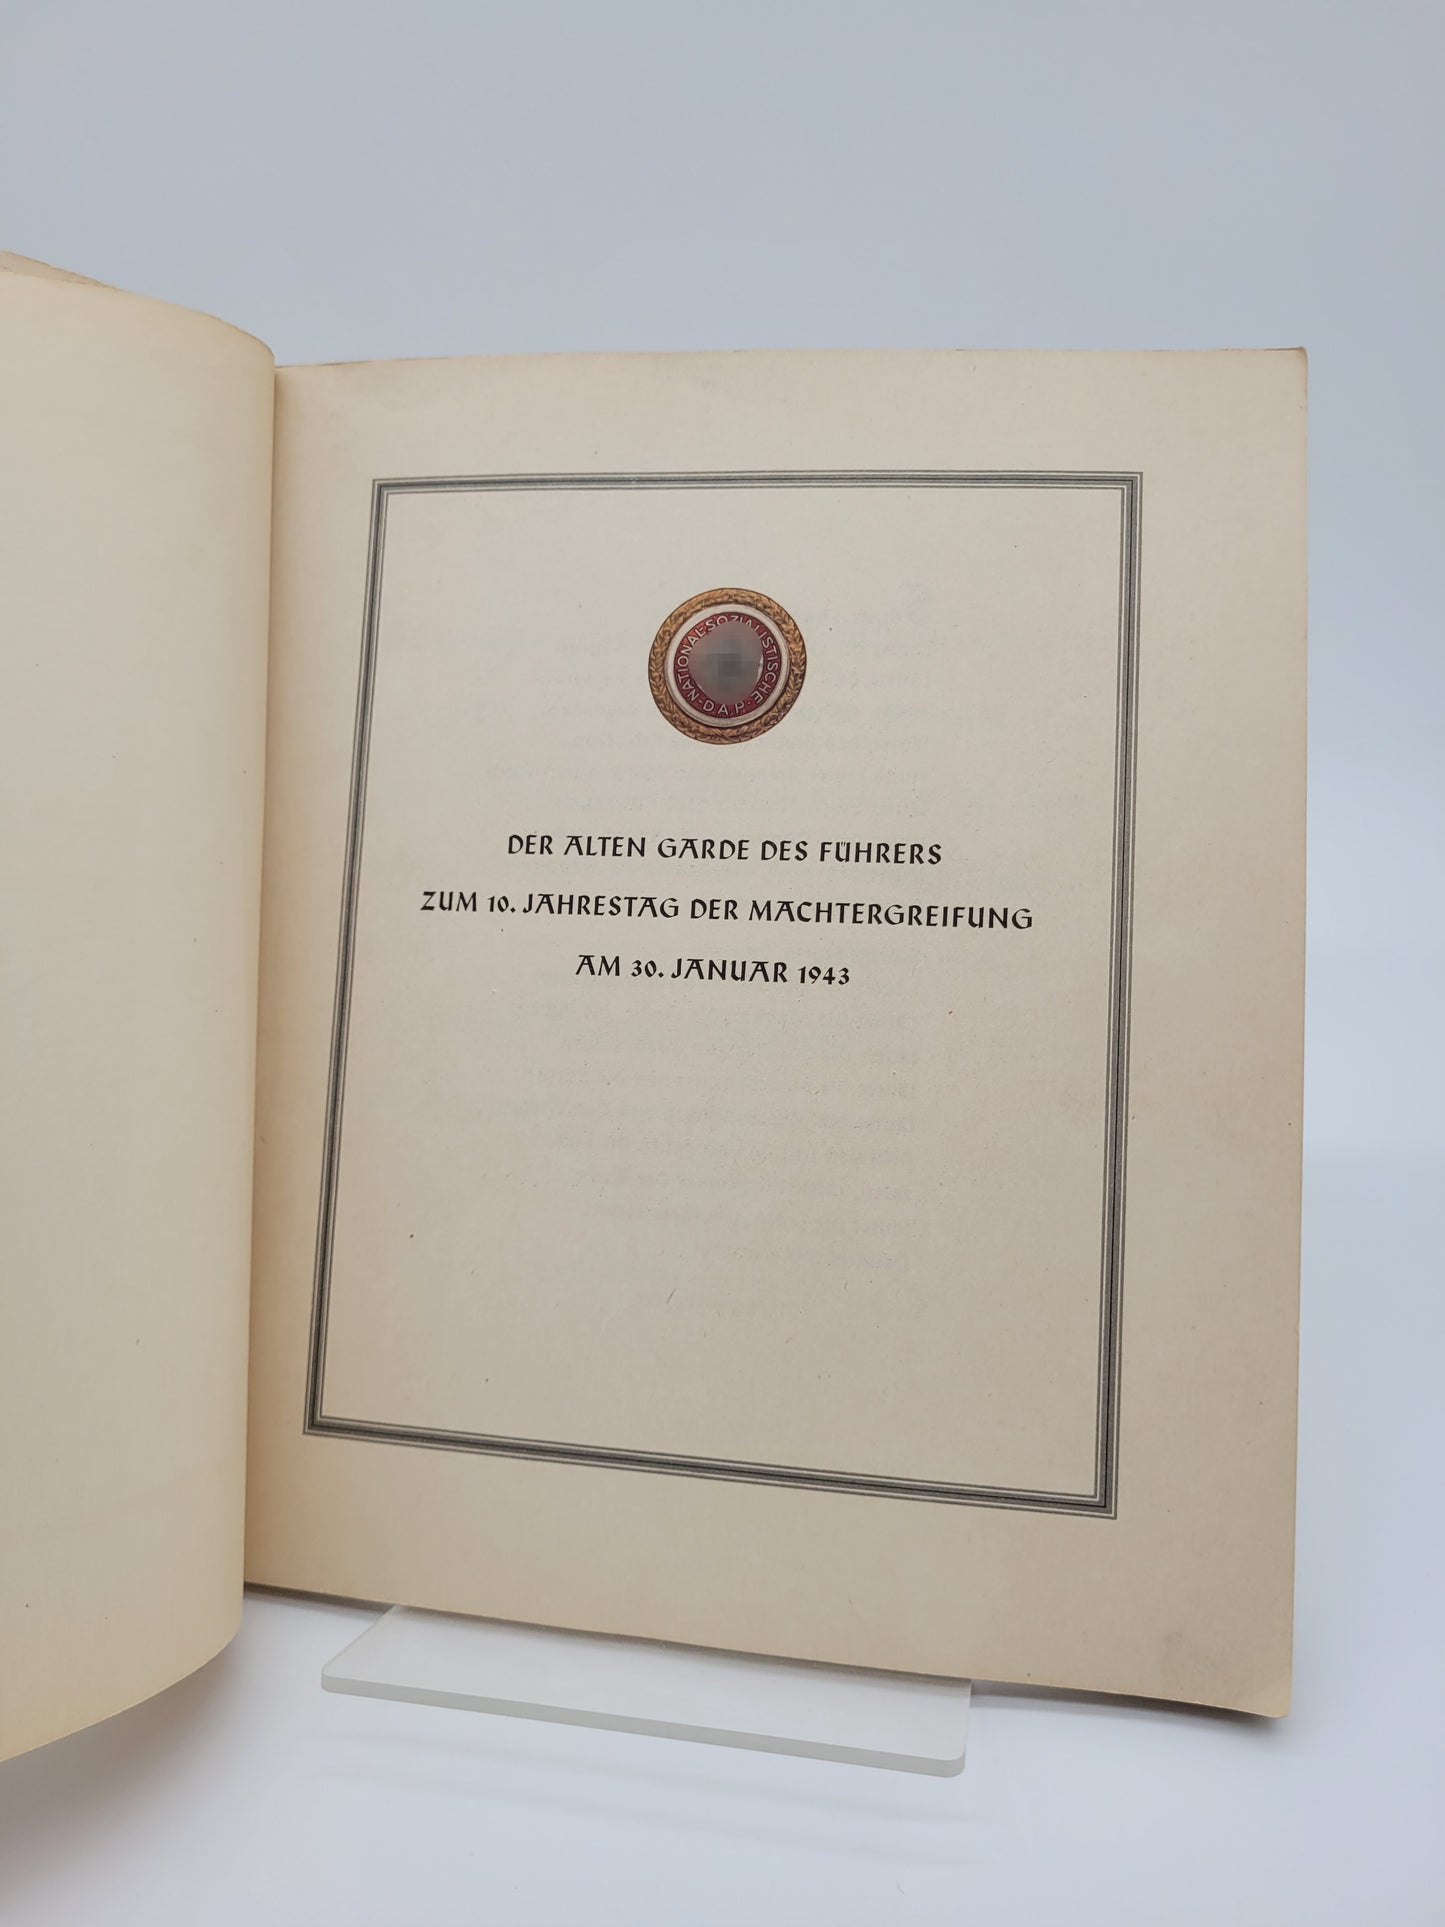 NATIONAL-SOZIALISTISCHE
-D.A.P-
DER ALTEN GARDE DES FÜHRERS
ZUM 10. JAHRESTAG DER MACHTERGREIFUNG
AM 30. JANUAR 1943